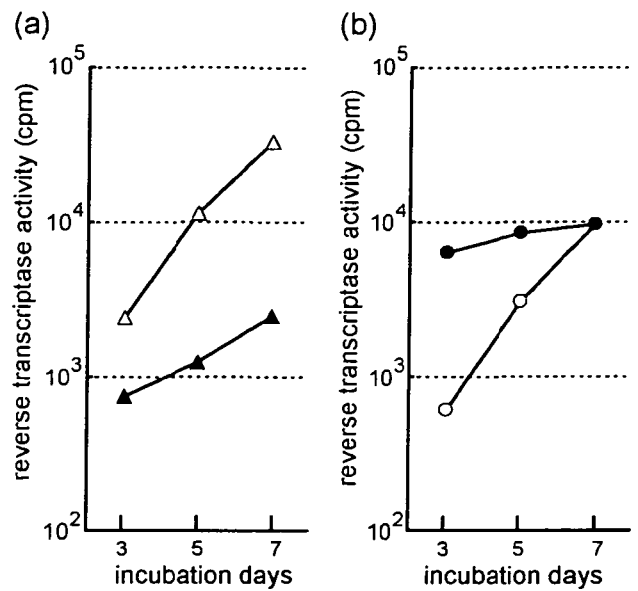 (a)
reverse transcriptase activity (cpm)
10^5
10^4
10^3
10^2
3 5 7
incubation days
(b)
reverse transcriptase activity (cpm)
10^5
10^4
10^3
10^2
3 5 7
incubation days